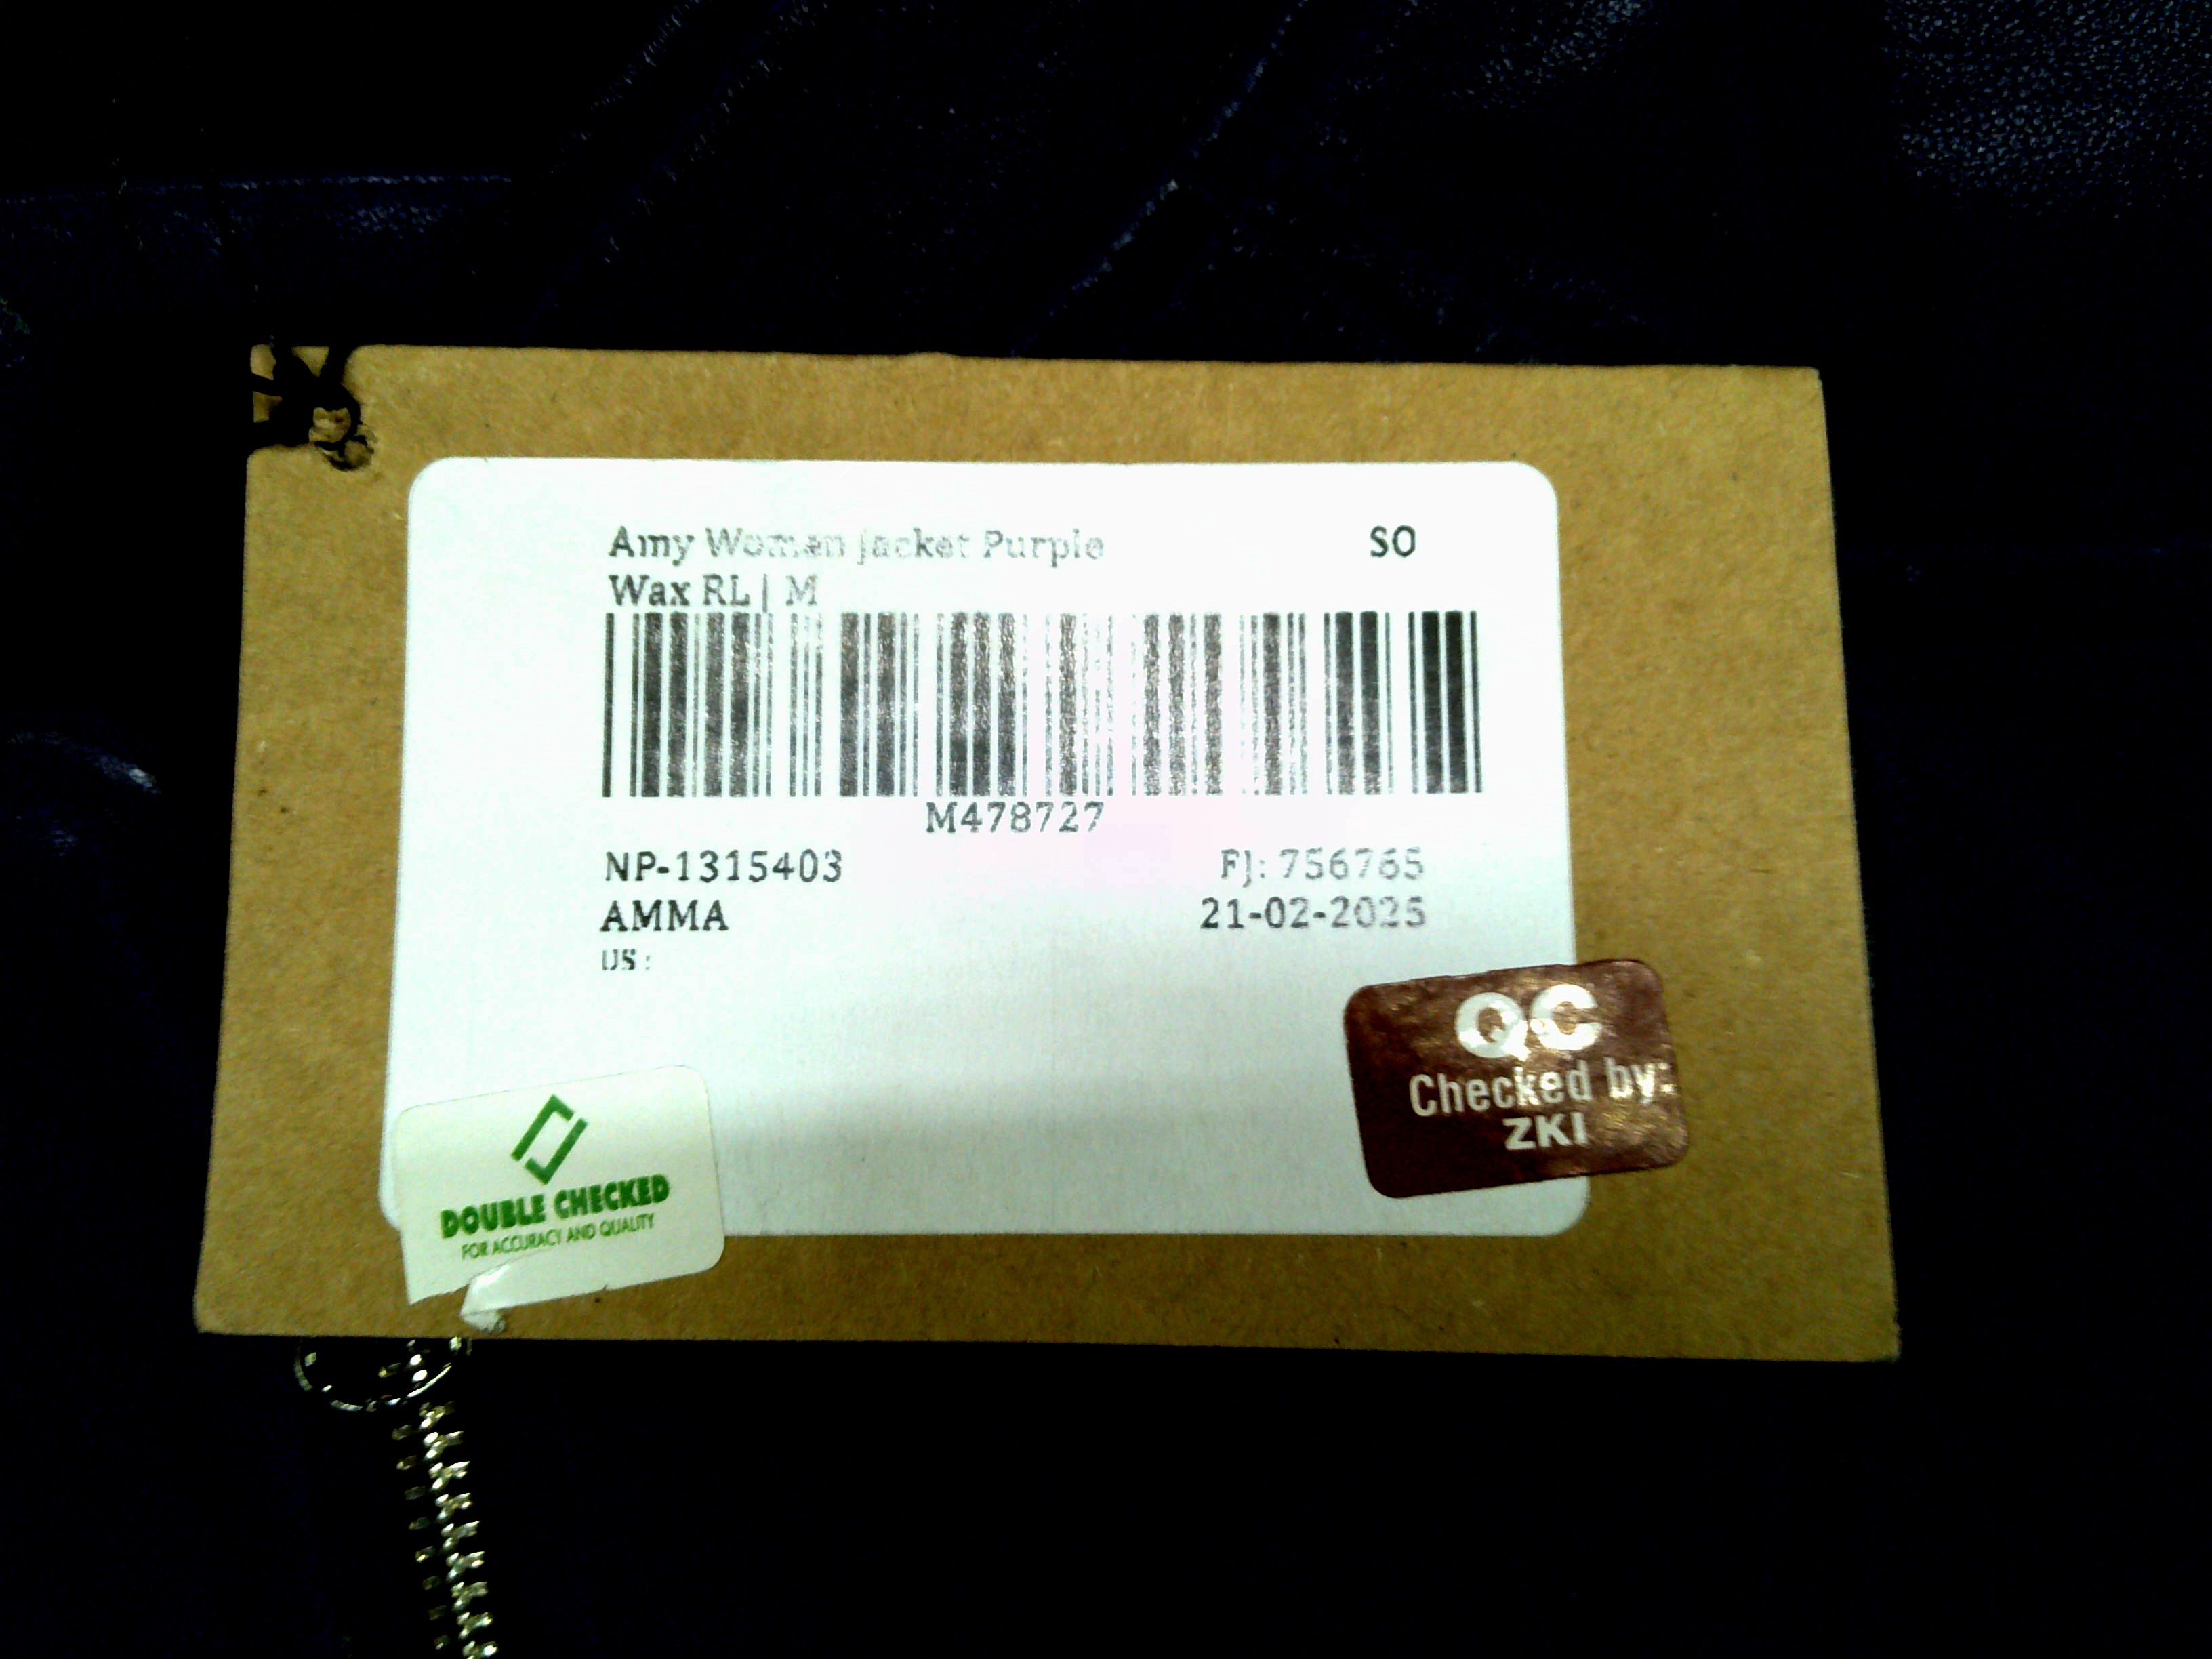 Amy Woman Jacket Purple SO
Wax RL | M
M478727
NP-1315403 FJ: 756765
AMMA 21-02-2025
US :
QC
Checked by:
ZKI
DOUBLE CHECKED
FOR ACCURACY AND QUALITY